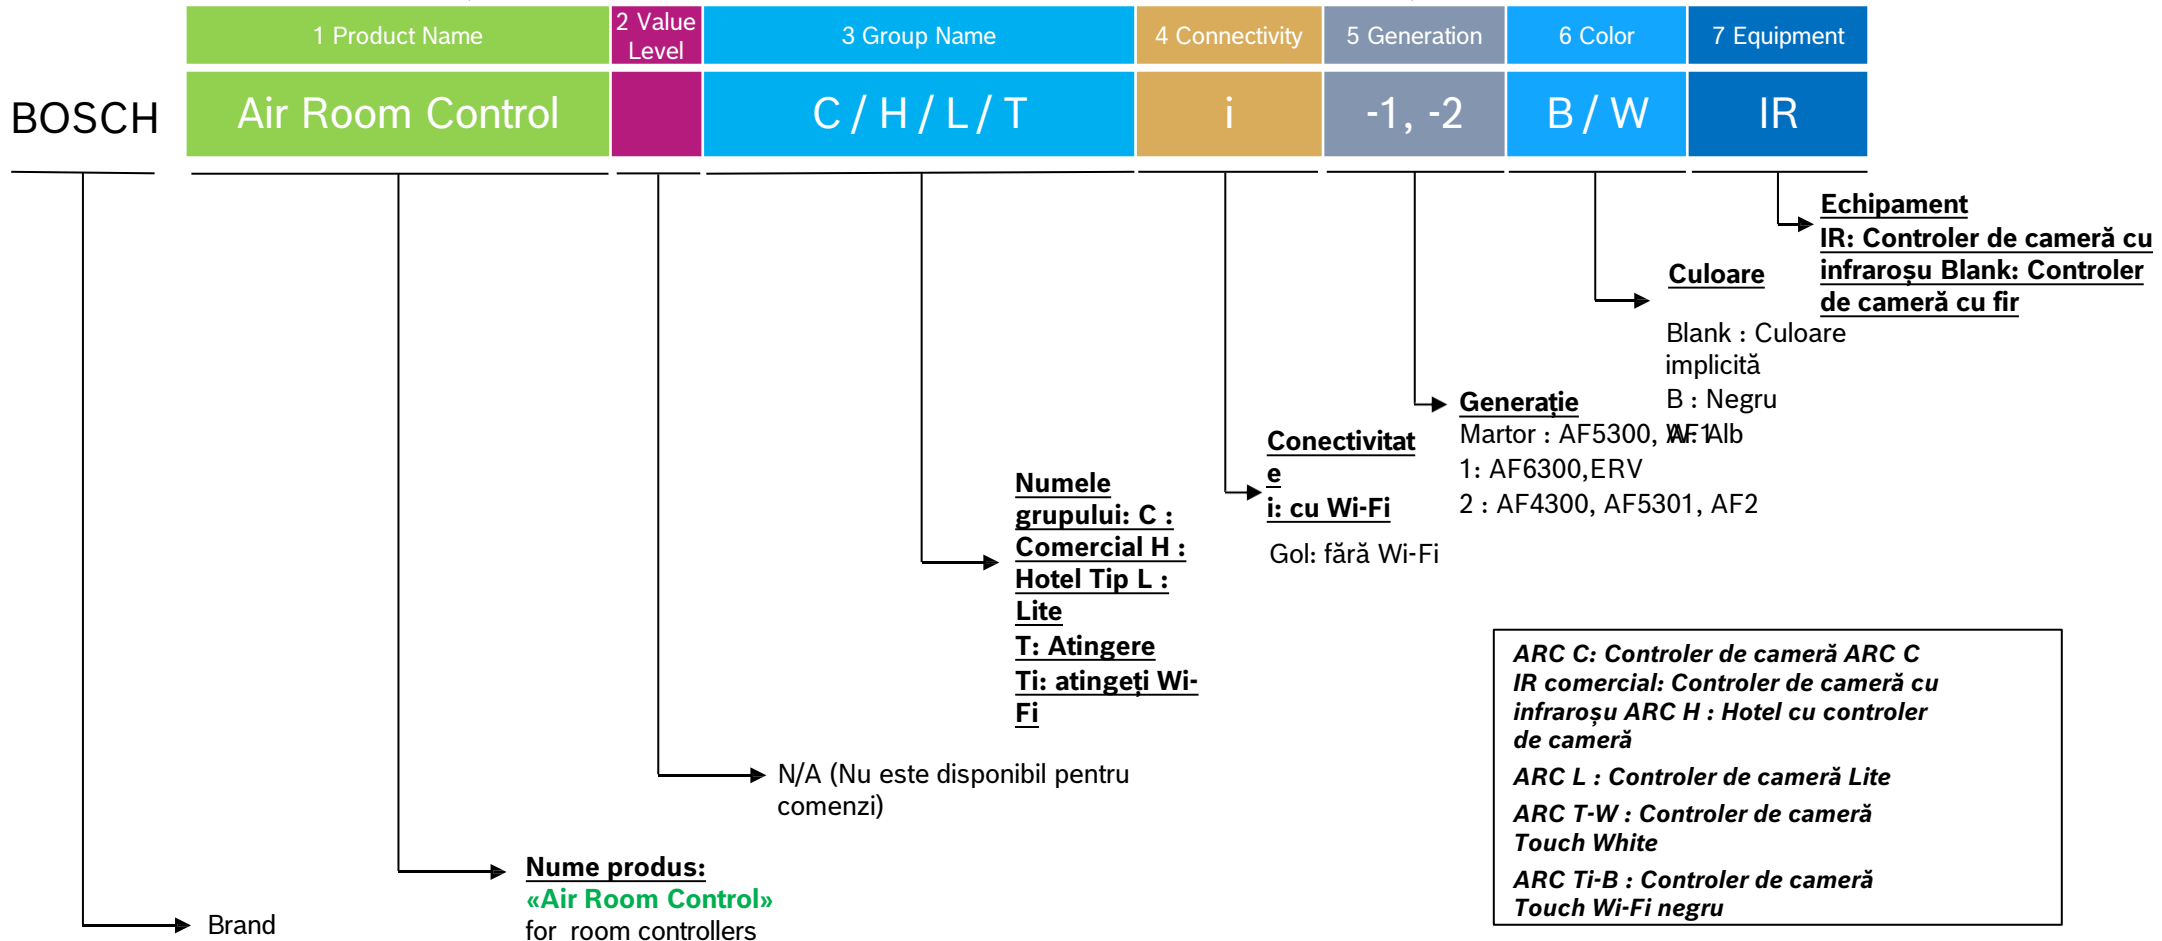 1 Product Name
2 Value
Level
3 Group Name
4 Connectivity
5 Generation
6 Color
7 Equipment
BOSCH
Air Room Control
C / H / L / T
i
-1, -2
B / W
IR
Echipament
IR: Controler de cameră cu
infraroșu Blank: Controler
de cameră cu fir
Culoare
Blank : Culoare
implicită
B : Negru
W: Alb
Generație
Martor : AF5300, AF1
1: AF6300,ERV
2 : AF4300, AF5301, AF2
Conectivitat
e
i: cu Wi-Fi
Gol: fără Wi-Fi
Numele
grupului: C :
Comercial H :
Hotel Tip L :
Lite
T: Atingere
Ti: atingeți Wi-
Fi
N/A (Nu este disponibil pentru
comenzi)
Nume produs:
«Air Room Control»
for room controllers
Brand
ARC C: Controler de cameră ARC C
IR comercial: Controler de cameră cu
infraroșu ARC H : Hotel cu controler
de cameră
ARC L : Controler de cameră Lite
ARC T-W : Controler de cameră
Touch White
ARC Ti-B : Controler de cameră
Touch Wi-Fi negru